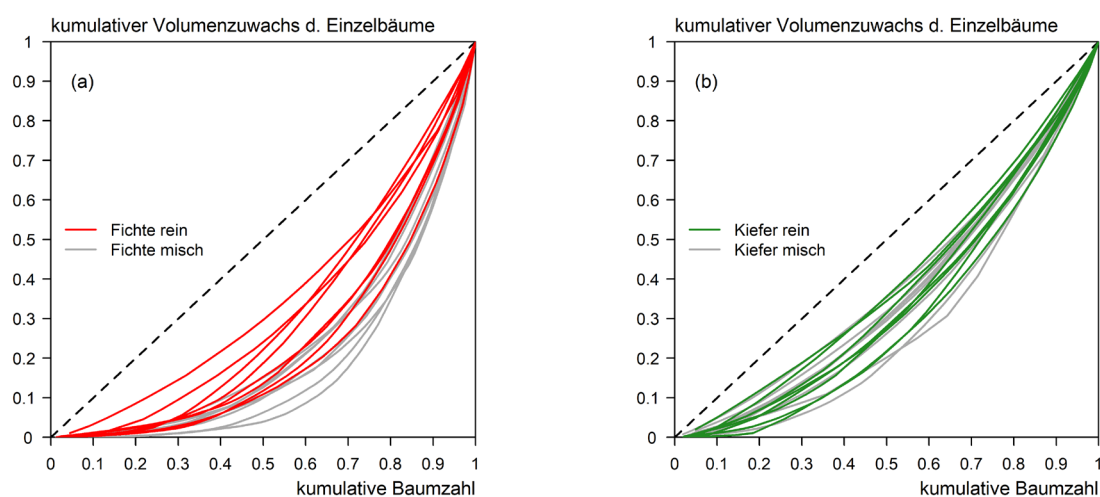 kumulativer Volumenzuwachs d. Einzelbäume
(a)
1
0.9
0.8
0.7
0.6
0.5
0.4
0.3
0.2
0.1
0
Fichte rein
Fichte misch
0 0.1 0.2 0.3 0.4 0.5 0.6 0.7 0.8 0.9 1
kumulative Baumzahl
kumulativer Volumenzuwachs d. Einzelbäume
(b)
1
0.9
0.8
0.7
0.6
0.5
0.4
0.3
0.2
0.1
0
Kiefer rein
Kiefer misch
0 0.1 0.2 0.3 0.4 0.5 0.6 0.7 0.8 0.9 1
kumulative Baumzahl